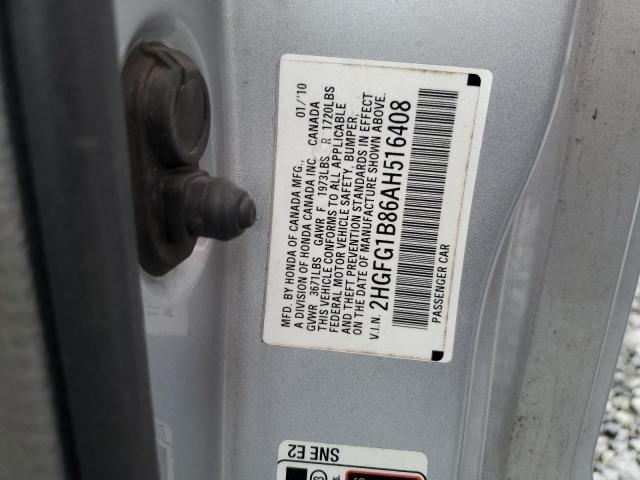 MFD. BY HONDA OF CANADA MFG., 01/'10
A DIVISION OF HONDA CANADA INC. CANADA
GVWR 3671LBS GAWR F 1973LBS R 1720LBS
THIS VEHICLE CONFORMS TO ALL APPLICABLE
FEDERAL MOTOR VEHICLE SAFETY, BUMPER,
AND THEFT PREVENTION STANDARDS IN EFFECT
ON THE DATE OF MANUFACTURE SHOWN ABOVE.
V.I.N. 2HGFG1B86AH516408
PASSENGER CAR
SNE E2